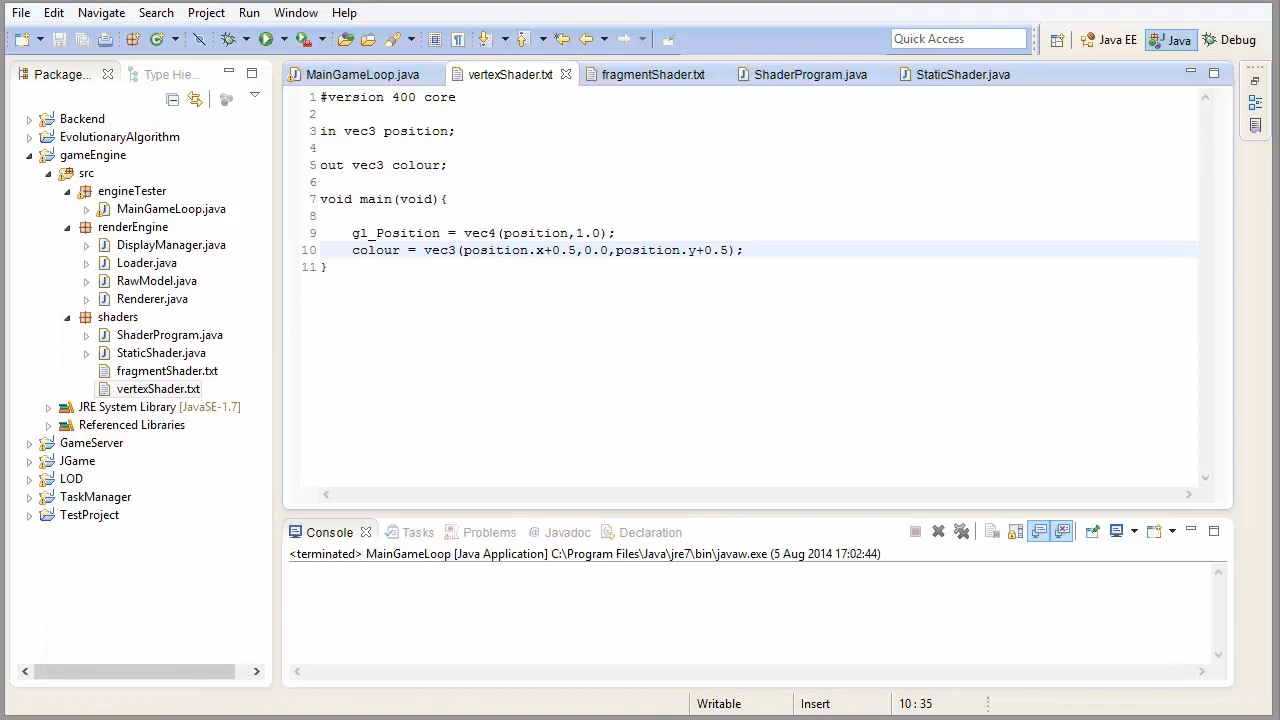 File Edit Navigate Search Project Run Window Help
Quick Access Java EE Java Debug
Package... Type Hie...
MainGameLoop.java vertexShader.txt fragmentShader.txt ShaderProgram.java StaticShader.java
Backend
EvolutionaryAlgorithm
gameEngine
src
engineTester
MainGameLoop.java
renderEngine
DisplayManager.java
Loader.java
RawModel.java
Renderer.java
shaders
ShaderProgram.java
StaticShader.java
fragmentShader.txt
vertexShader.txt
JRE System Library [JavaSE-1.7]
Referenced Libraries
GameServer
JGame
LOD
TaskManager
TestProject
1 #version 400 core
2
3 in vec3 position;
4
5 out vec3 colour;
6
7 void main(void){
8
9 gl_Position = vec4(position,1.0);
10 colour = vec3(position.x+0.5,0.0,position.y+0.5);
11 }
Console Tasks Problems @ Javadoc Declaration
<terminated> MainGameLoop [Java Application] C:\Program Files\Java\jre7\bin\javaw.exe (5 Aug 2014 17:02:44)
Writable Insert 10 : 35